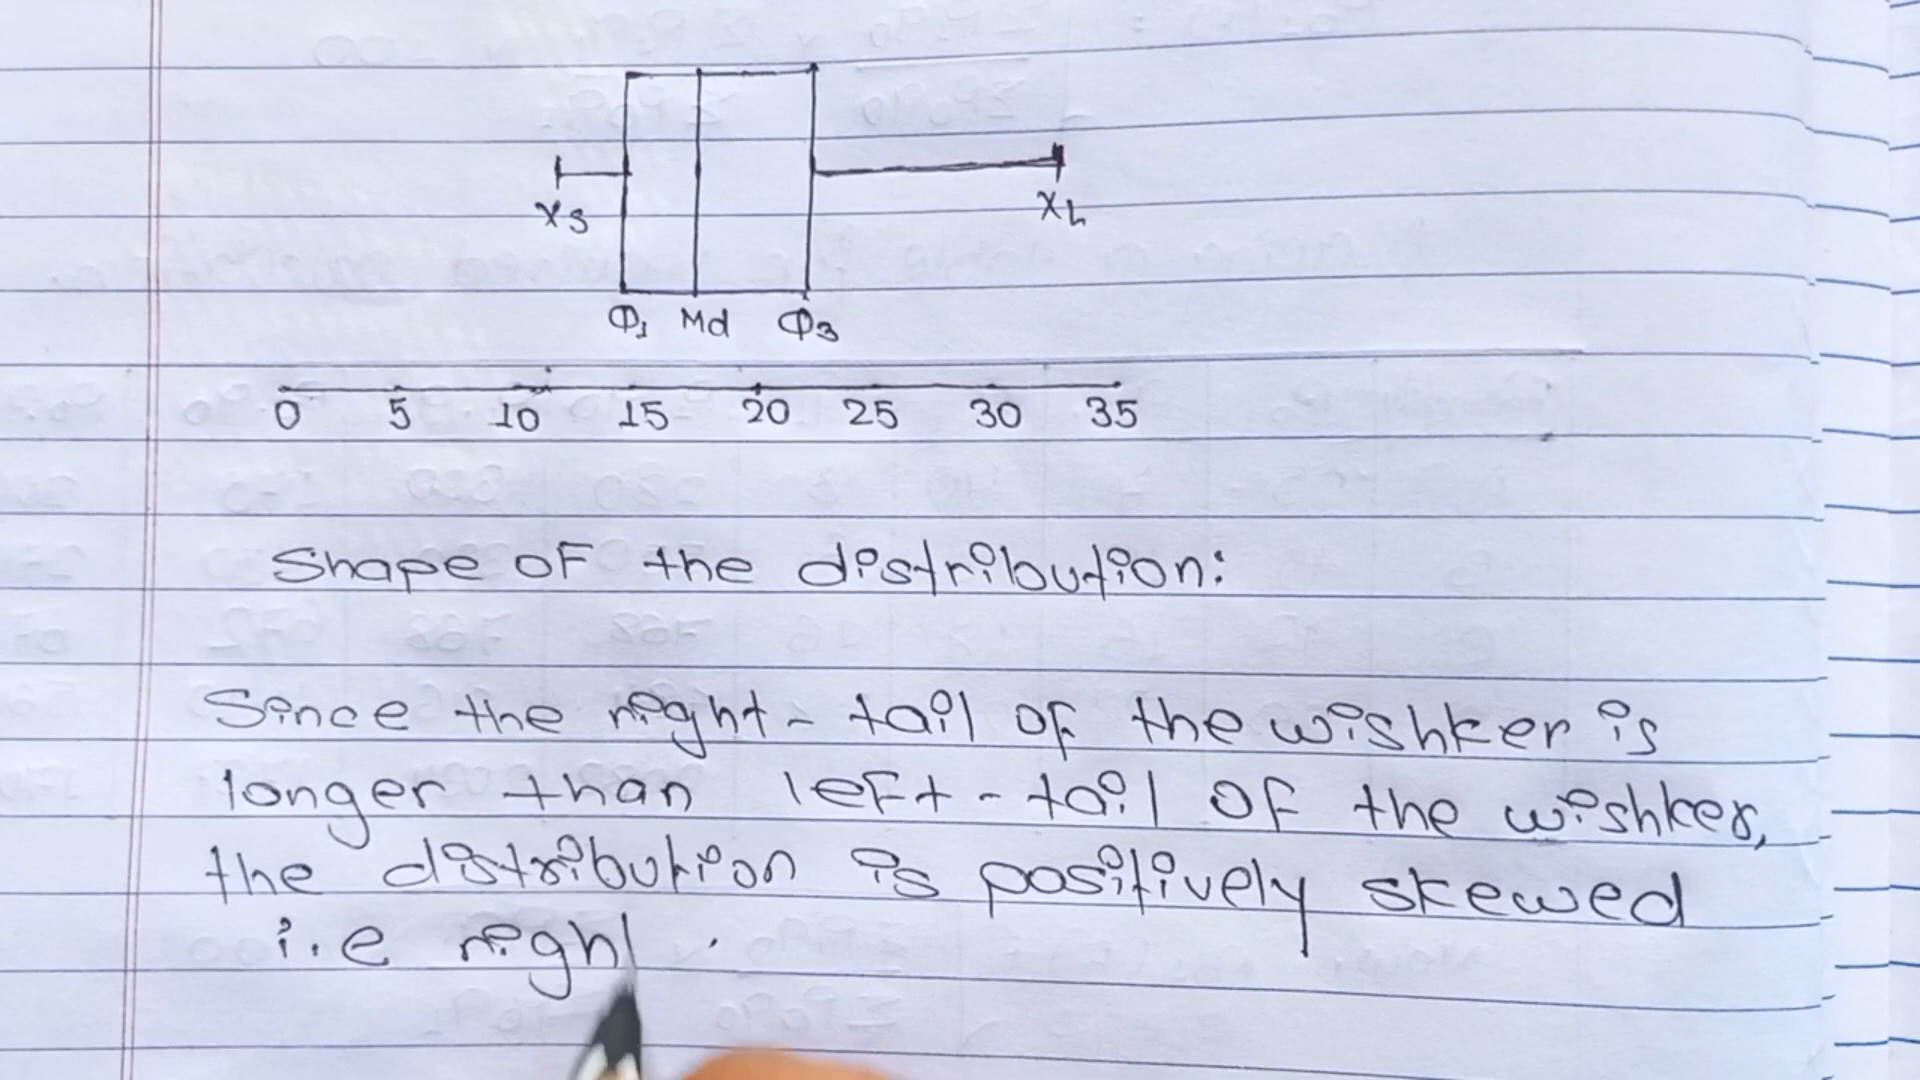 Xs XL
Q1 Md Q3
0 5 10 15 20 25 30 35
Shape of the distribution:
Since the right-tail of the wishker is
longer than left-tail of the wishker,
the distribution is positively skewed
i.e right